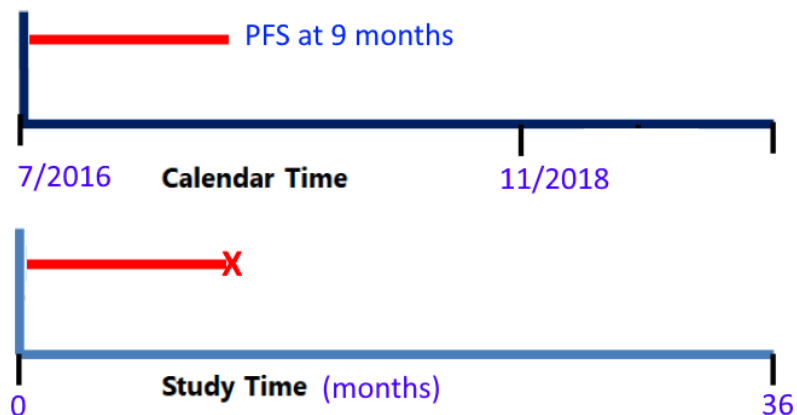 PFS at 9 months
7/2016 Calendar Time 11/2018
X
0 Study Time (months) 36